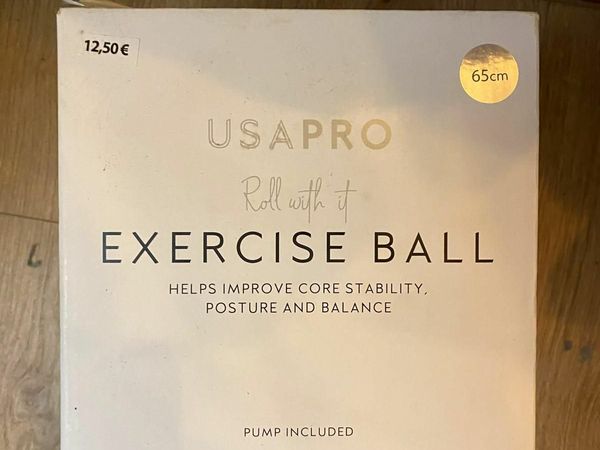 12,50€
65cm
USAPRO
Roll with it
EXERCISE BALL
HELPS IMPROVE CORE STABILITY,
POSTURE AND BALANCE
PUMP INCLUDED